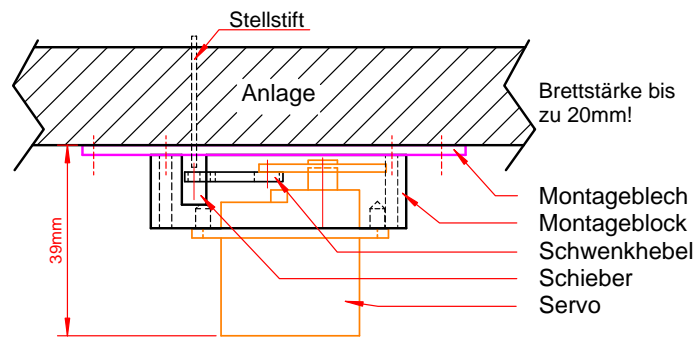 Stellstift
Anlage
Brettstärke bis
zu 20mm!
39mm
Montageblech
Montageblock
Schwenkhebel
Schieber
Servo